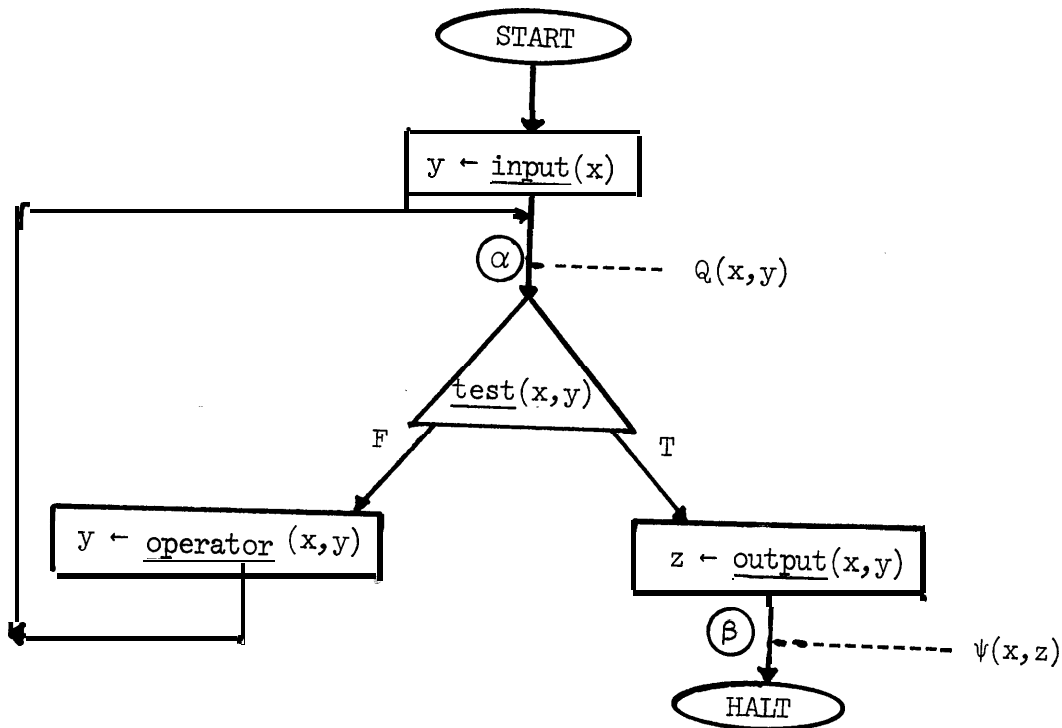 START
y ← input(x)
α
Q(x,y)
test(x,y)
F
T
y ← operator (x,y)
z ← output(x,y)
β
ψ(x,z)
HALT